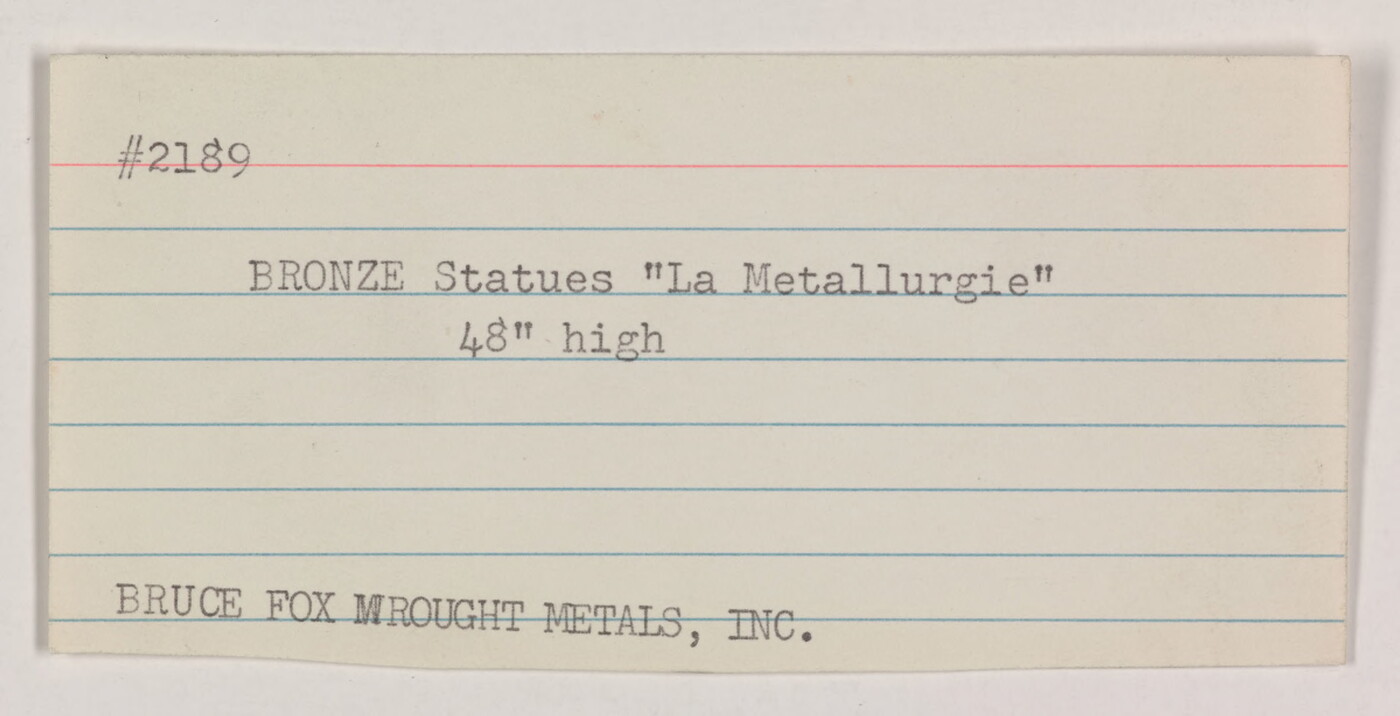 #2189
BRONZE Statues "La Metallurgie"
48" high
BRUCE FOX WROUGHT METALS, INC.